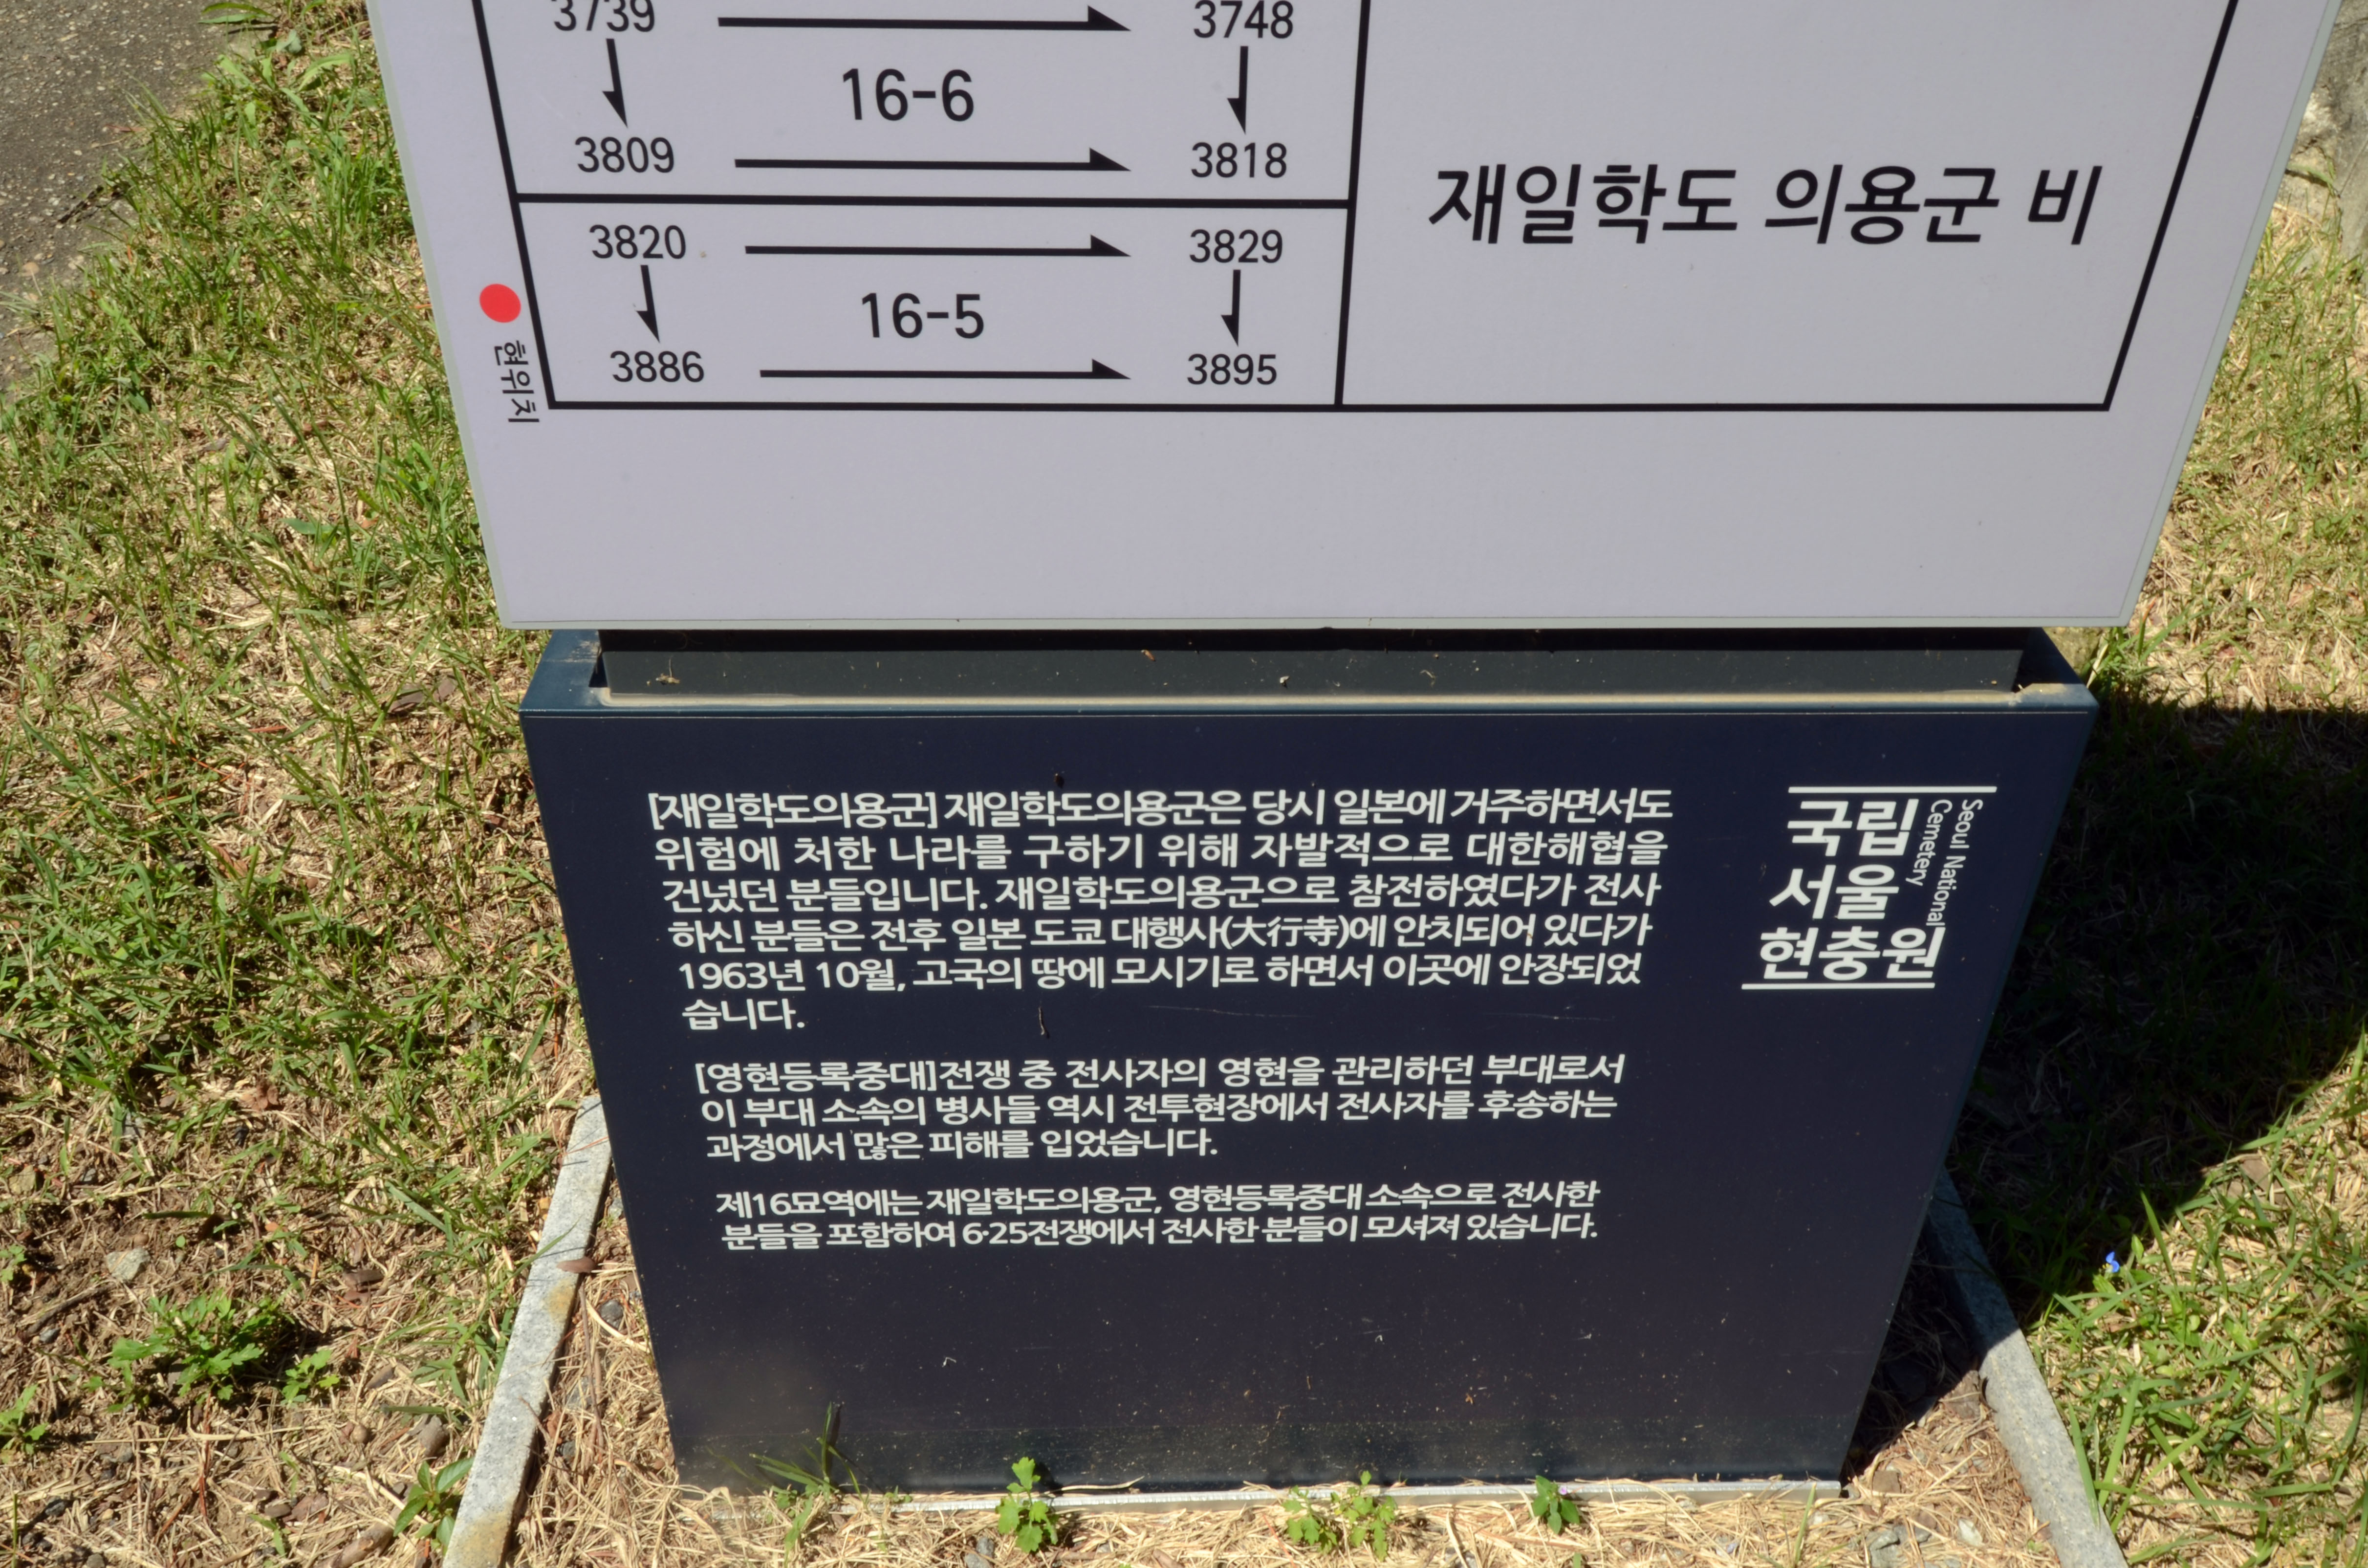 3739 3748
16-6
3809 3818
3820 3829
16-5
3886 3895
현위치
재일학도 의용군 비
[재일학도의용군] 재일학도의용군은 당시 일본에 거주하면서도
위험에 처한 나라를 구하기 위해 자발적으로 대한해협을
건넜던 분들입니다. 재일학도의용군으로 참전하였다가 전사
하신 분들은 전후 일본 도쿄 대행사(大行寺)에 안치되어 있다가
1963년 10월, 고국의 땅에 모시기로 하면서 이곳에 안장되었
습니다.
[영현등록중대]전쟁 중 전사자의 영현을 관리하던 부대로서
이 부대 소속의 병사들 역시 전투현장에서 전사자를 후송하는
과정에서 많은 피해를 입었습니다.
제16묘역에는 재일학도의용군, 영현등록중대 소속으로 전사한
분들을 포함하여 6·25전쟁에서 전사한 분들이 모셔져 있습니다.
국립
서울
현충원
Seoul National
Cemetery